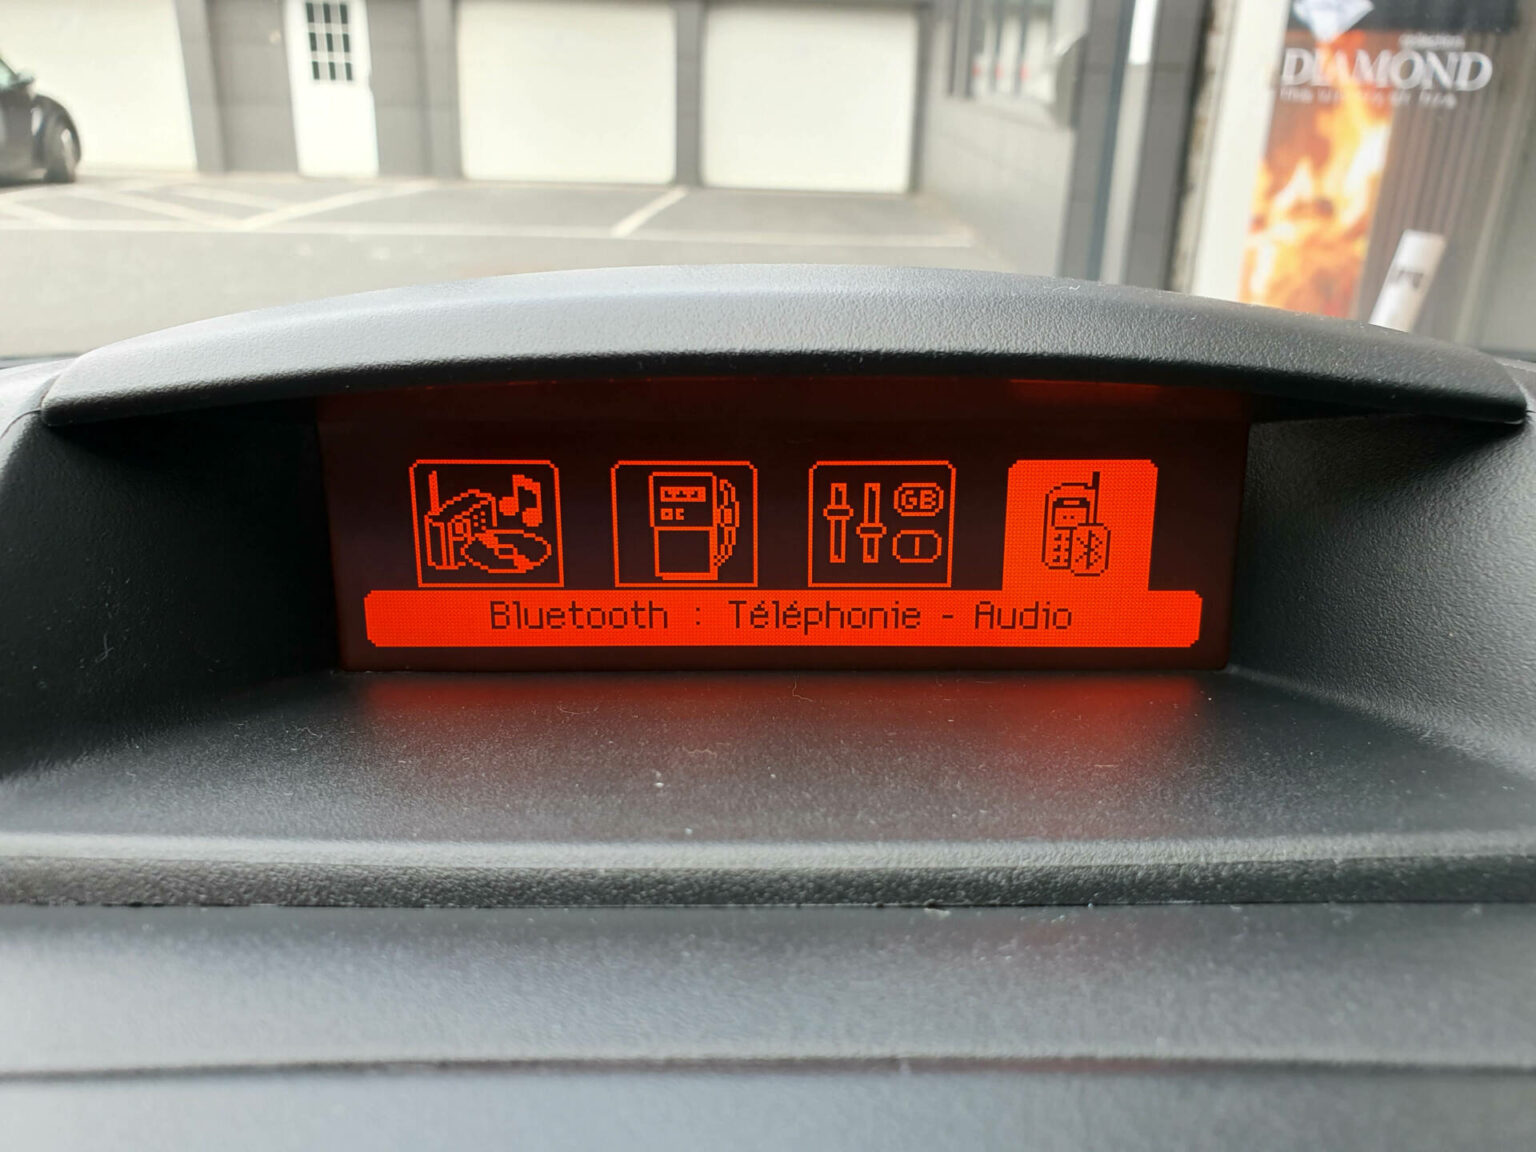 DIAMOND
GB
I
Bluetooth : Téléphonie - Audio